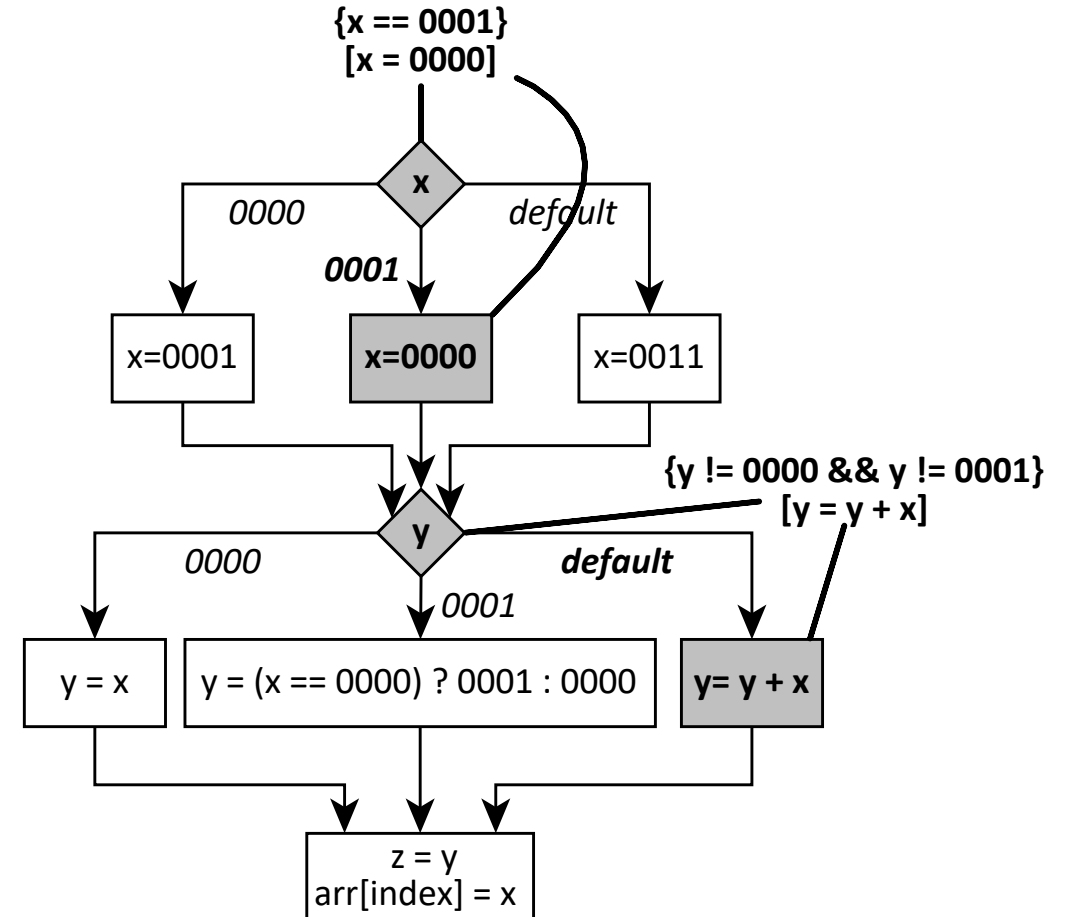 {x == 0001}
[x = 0000]
x
0000
default
0001
x=0001
x=0000
x=0011
{y != 0000 && y != 0001}
[y = y + x]
y
0000
default
0001
y = x
y = (x == 0000) ? 0001 : 0000
y= y + x
z = y
arr[index] = x